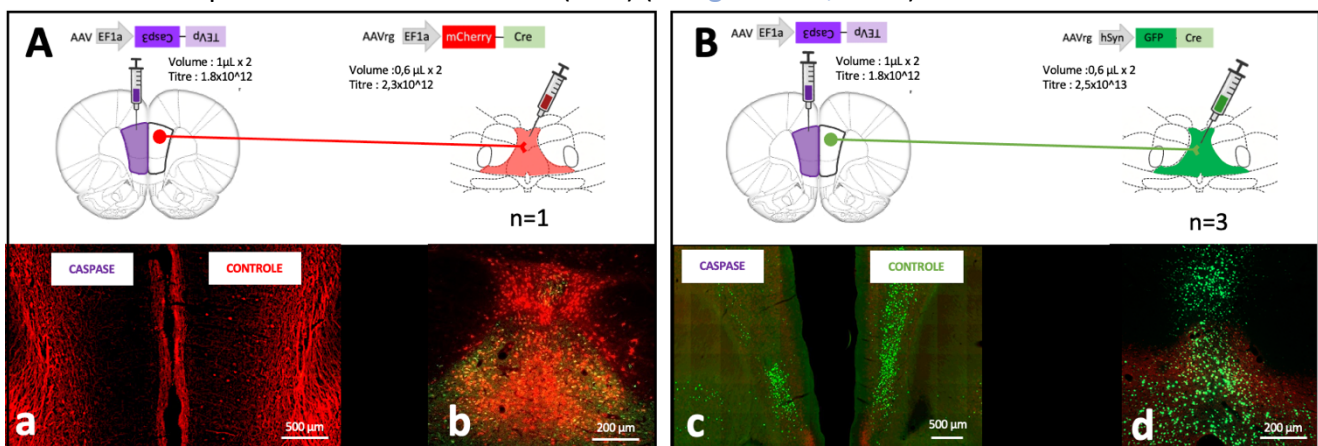 A
AAV EF1a Casp3 TEVp
AAVrg EF1a mCherry Cre
Volume : 1µL x 2
Titre : 1.8x10^12
,
Volume :0,6 µL x 2
Titre : 2,3x10^12
n=1
CASPASE CONTROLE
a 500 µm
b 200 µm
B
AAV EF1a Casp3 TEVp
AAVrg hSyn GFP Cre
Volume : 1µL x 2
Titre : 1.8x10^12
,
Volume :0,6 µL x 2
Titre : 2,5x10^13
n=3
CASPASE CONTROLE
c 500 µm
d 200 µm